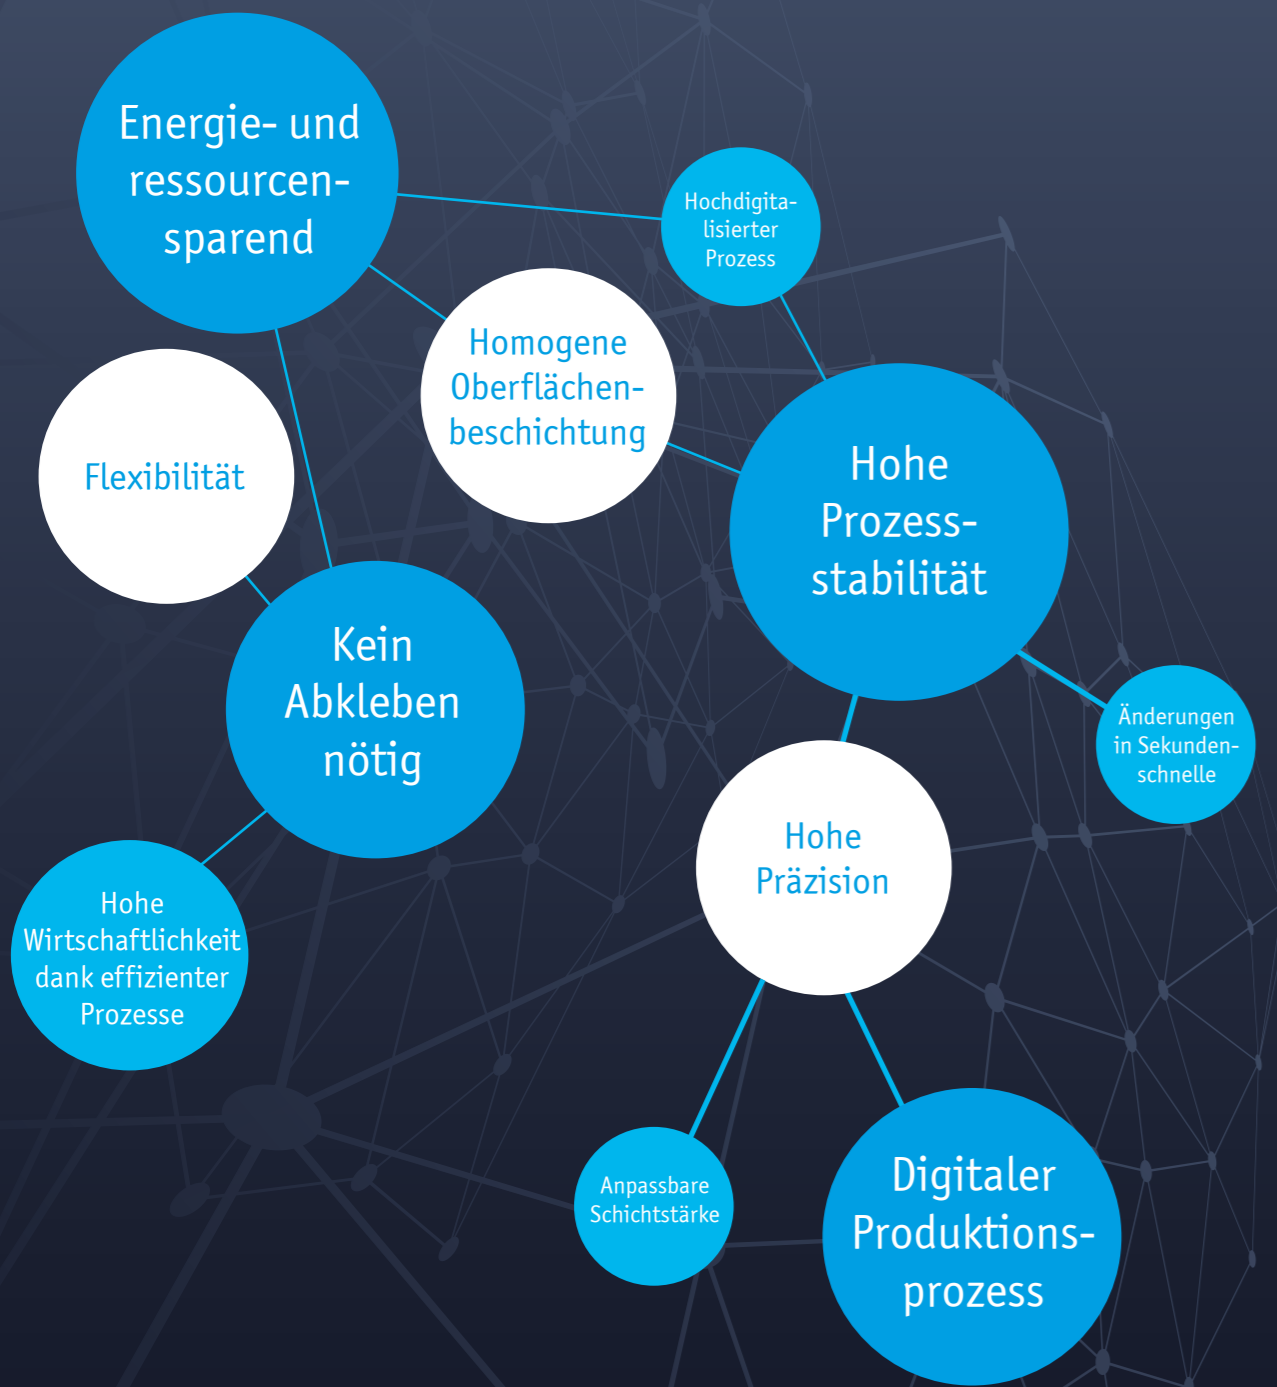 Energie- und
ressourcen-
sparend
Hochdigita-
lisierter
Prozess
Homogene
Oberflächen-
beschichtung
Flexibilität
Hohe
Prozess-
stabilität
Kein
Abkleben
nötig
Änderungen
in Sekunden-
schnelle
Hohe
Präzision
Hohe
Wirtschaftlichkeit
dank effizienter
Prozesse
Anpassbare
Schichtstärke
Digitaler
Produktions-
prozess